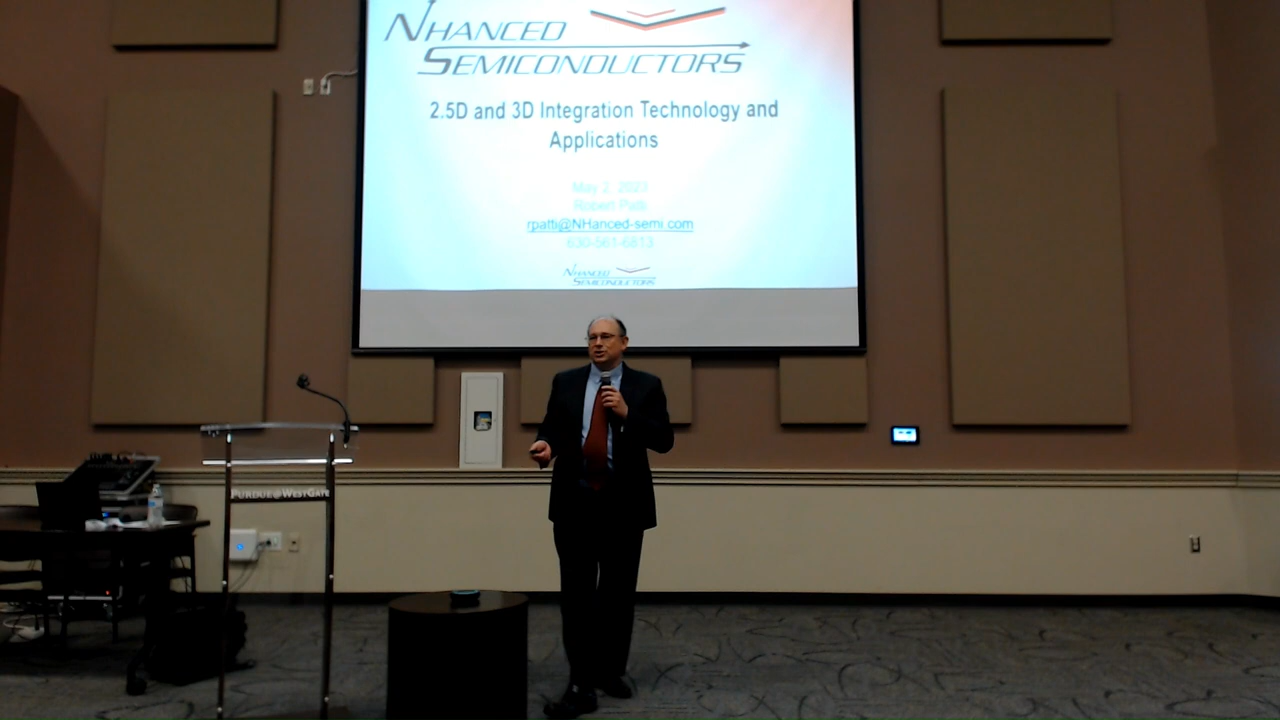 NHANCED
SEMICONDUCTORS
2.5D and 3D Integration Technology and
Applications
May 2, 2023
Robert Patti
rpatti@NHanced-semi.com
630-561-6813
NHANCED
SEMICONDUCTORS
PURDUE@WESTGATE